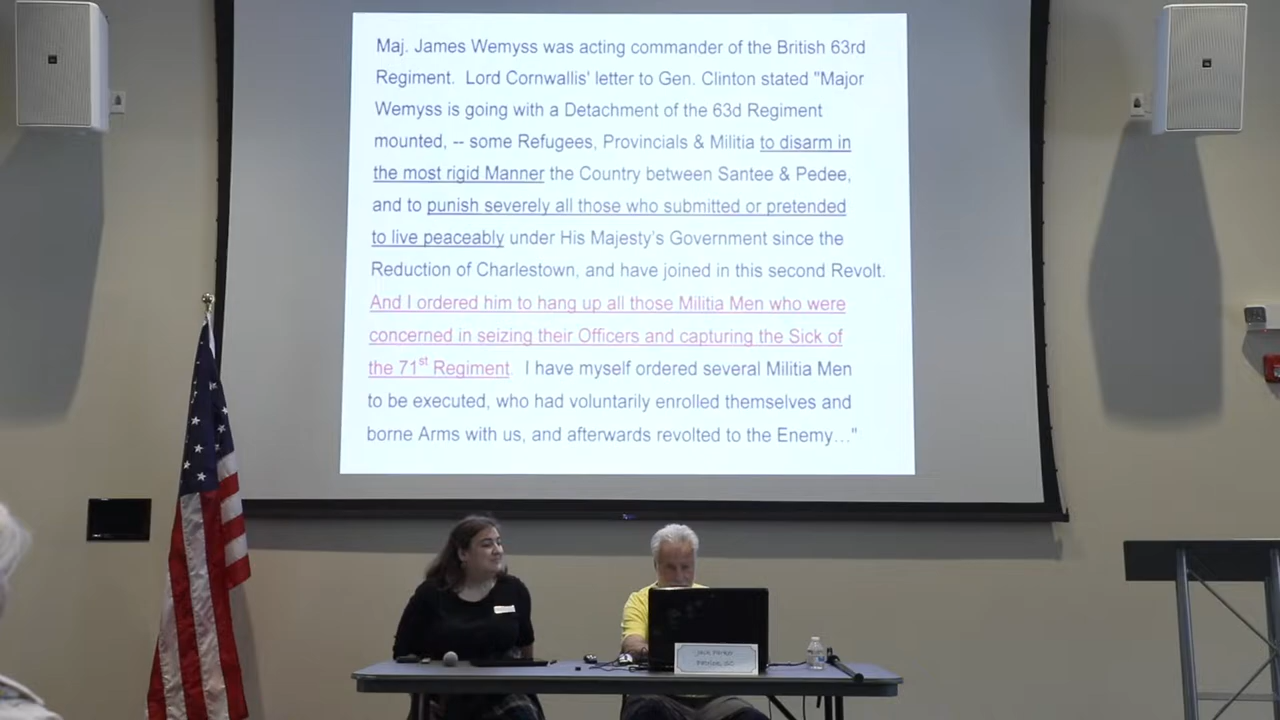 Maj. James Wemyss was acting commander of the British 63rd
Regiment. Lord Cornwallis' letter to Gen. Clinton stated "Major
Wemyss is going with a Detachment of the 63d Regiment
mounted, -- some Refugees, Provincials & Militia to disarm in
the most rigid Manner the Country between Santee & Pedee,
and to punish severely all those who submitted or pretended
to live peaceably under His Majesty's Government since the
Reduction of Charlestown, and have joined in this second Revolt.
And I ordered him to hang up all those Militia Men who were
concerned in seizing their Officers and capturing the Sick of
the 71st Regiment. I have myself ordered several Militia Men
to be executed, who had voluntarily enrolled themselves and
borne Arms with us, and afterwards revolted to the Enemy…"
Jack Parker